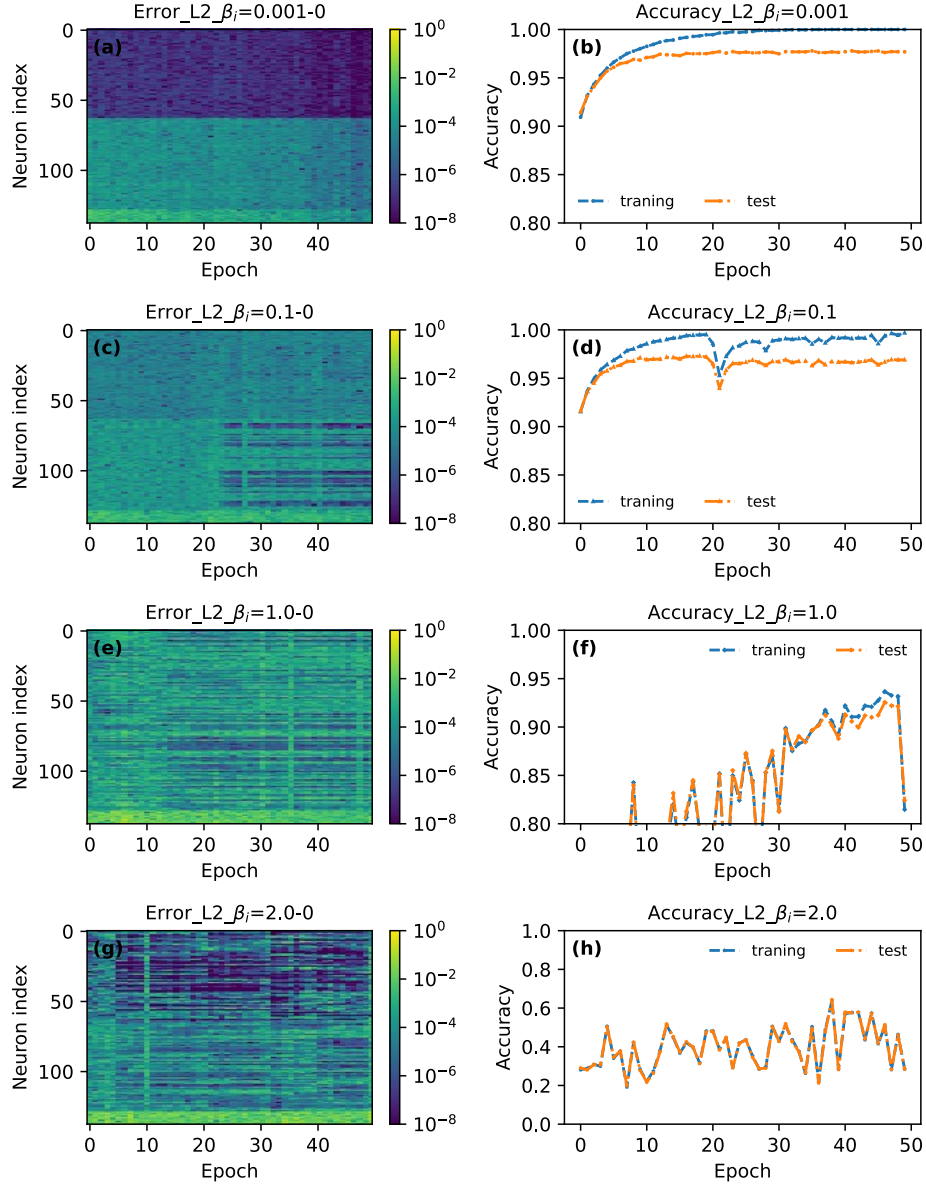 Error_L2_βi=0.001-0
(a)
Neuron index
0
50
100
0 10 20 30 40
Epoch
10^0
10^-2
10^-4
10^-6
10^-8
Accuracy_L2_βi=0.001
(b)
Accuracy
1.00
0.95
0.90
0.85
0.80
traning test
0 10 20 30 40 50
Epoch
Error_L2_βi=0.1-0
(c)
Neuron index
0
50
100
0 10 20 30 40
Epoch
10^0
10^-2
10^-4
10^-6
10^-8
Accuracy_L2_βi=0.1
(d)
Accuracy
1.00
0.95
0.90
0.85
0.80
traning test
0 10 20 30 40 50
Epoch
Error_L2_βi=1.0-0
(e)
Neuron index
0
50
100
0 10 20 30 40
Epoch
10^0
10^-2
10^-4
10^-6
10^-8
Accuracy_L2_βi=1.0
(f)
traning test
Accuracy
1.00
0.95
0.90
0.85
0.80
0 10 20 30 40 50
Epoch
Error_L2_βi=2.0-0
(g)
Neuron index
0
50
100
0 10 20 30 40
Epoch
10^0
10^-2
10^-4
10^-6
10^-8
Accuracy_L2_βi=2.0
(h)
traning test
Accuracy
1.0
0.8
0.6
0.4
0.2
0.0
0 10 20 30 40 50
Epoch